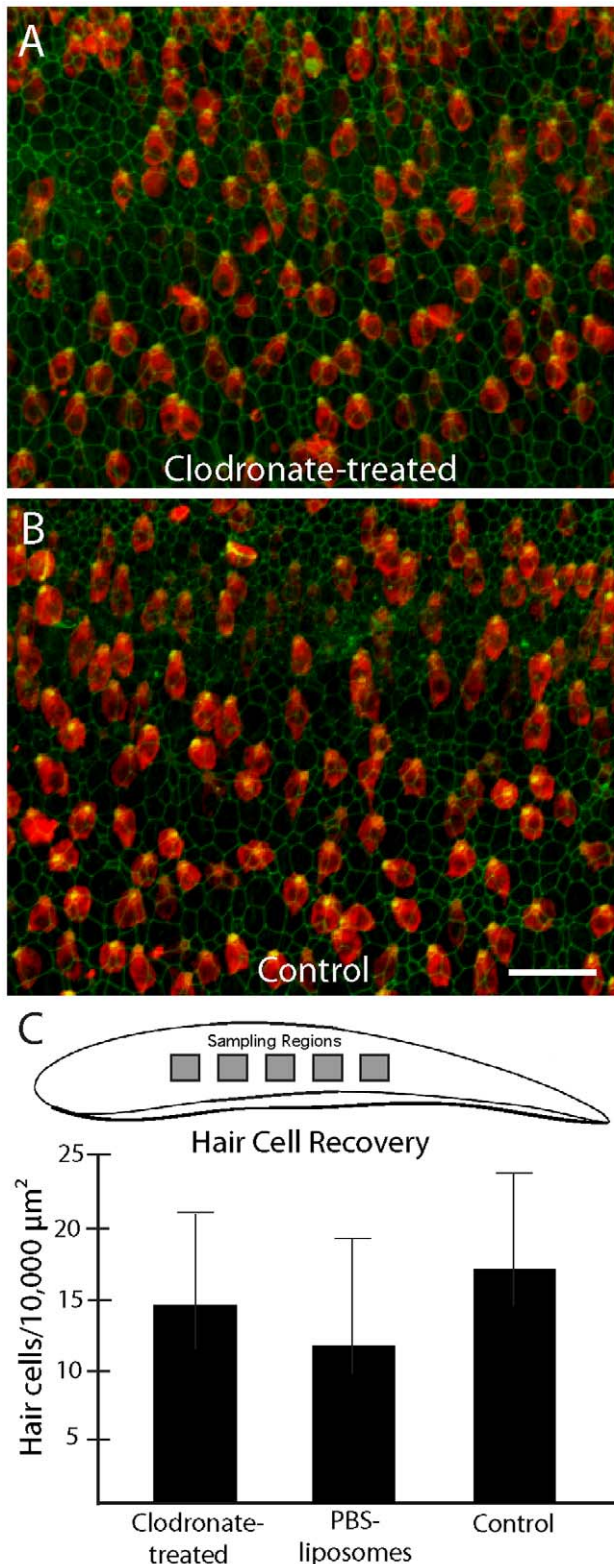 A
Clodronate-treated
B
Control
C
Sampling Regions
Hair Cell Recovery
Hair cells/10,000 µm²
25
20
15
10
5
Clodronate-
treated
PBS-
liposomes
Control